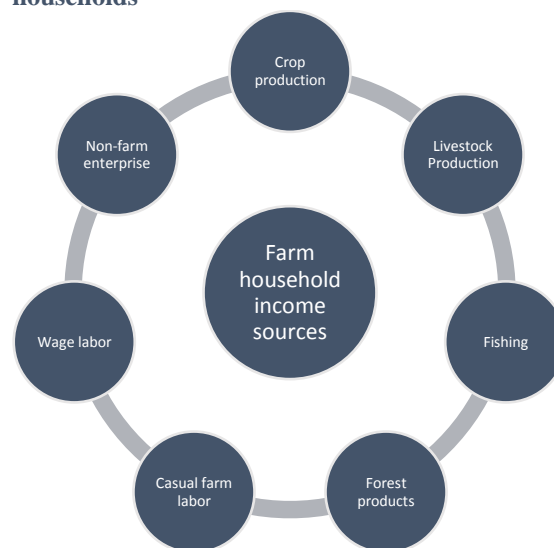 households
Crop
production
Livestock
Production
Fishing
Forest
products
Casual farm
labor
Wage labor
Non-farm
enterprise
Farm
household
income
sources